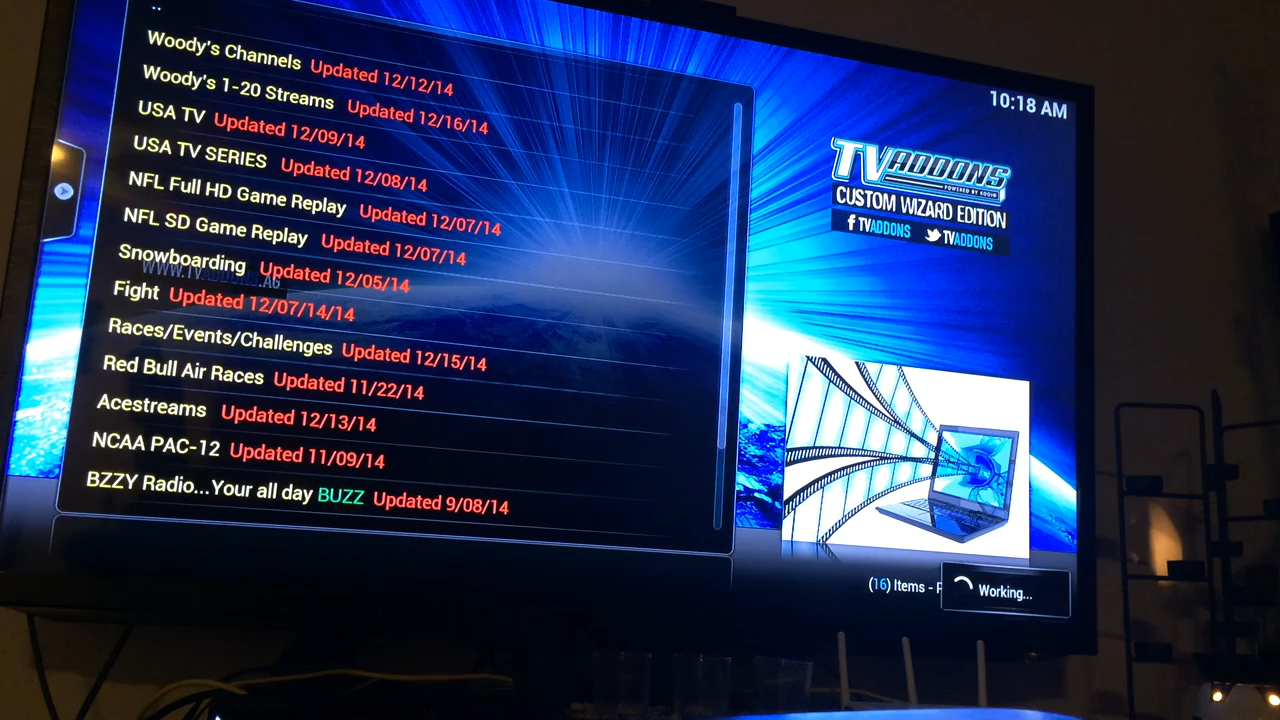 ..
Woody's Channels Updated 12/12/14
Woody's 1-20 Streams Updated 12/16/14
USA TV Updated 12/09/14
USA TV SERIES Updated 12/08/14
NFL Full HD Game Replay Updated 12/07/14
NFL SD Game Replay Updated 12/07/14
Snowboarding Updated 12/05/14
WWW.TVADDONS.AG
Fight Updated 12/07/14/14
Races/Events/Challenges Updated 12/15/14
Red Bull Air Races Updated 11/22/14
Acestreams Updated 12/13/14
NCAA PAC-12 Updated 11/09/14
BZZY Radio...Your all day BUZZ Updated 9/08/14
10:18 AM
TVADDONS
POWERED BY
CUSTOM WIZARD EDITION
f TVADDONS TVADDONS
(16) Items - P
Working...